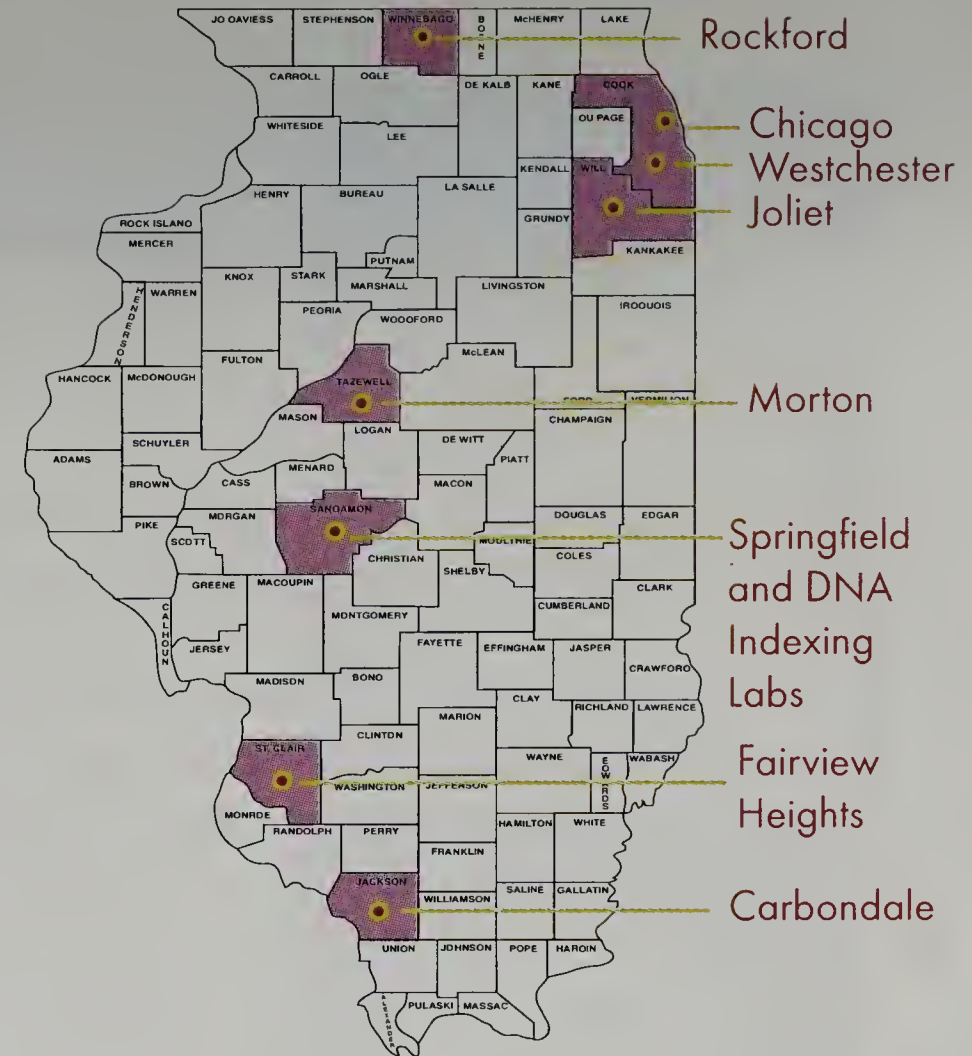 JO DAVIESS STEPHENSON WINNEBAGO BOONE McHENRY LAKE
Rockford
CARROLL OGLE DE KALB KANE COOK
OU PAGE
Chicago
WHITESIDE LEE
Westchester
KENDALL WILL
HENRY BUREAU LA SALLE
Joliet
ROCK ISLAND GRUNDY
MERCER KANKAKEE
PUTNAM
KNOX STARK MARSHALL LIVINGSTON
HENDERSON WARREN PEORIA IROQUOIS
WOODFORD
McLEAN
FULTON
HANCOCK McDONOUGH TAZEWELL
FORD VERMILION
Morton
MASON CHAMPAIGN
LOGAN
SCHUYLER DE WITT
ADAMS PIATT
MENARD
BROWN CASS MACON
SANGAMON
PIKE MORGAN DOUGLAS EDGAR
Springfield
SCOTT MOULTRIE
CHRISTIAN COLES
SHELBY
and DNA
GREENE MACOUPIN CLARK
CALHOUN CUMBERLAND
MONTGOMERY
Indexing
JERSEY FAYETTE EFFINGHAM JASPER
CRAWFORD
MADISON BOND
Labs
CLAY
RICHLAND LAWRENCE
MARION
CLINTON
ST. CLAIR WAYNE EDWARDS WABASH
Fairview
WASHINGTON JEFFERSON
MONROE
Heights
RANDOLPH PERRY HAMILTON WHITE
FRANKLIN
JACKSON
SALINE GALLATIN
WILLIAMSON
Carbondale
UNION JOHNSON POPE HARDIN
ALEXANDER PULASKI MASSAC